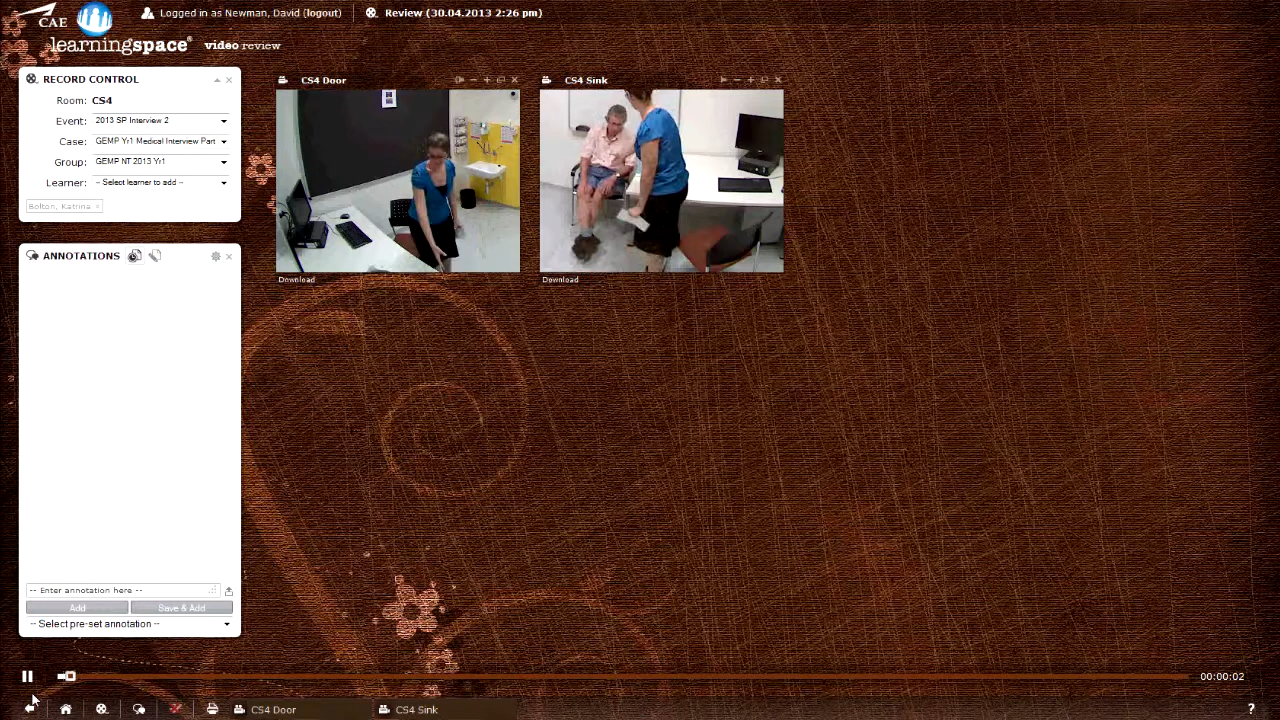 CAE
Logged in as Newman, David (logout)
Review (30.04.2013 2:26 pm)
learningspace® video review
RECORD CONTROL
Room: CS4
Event: 2013 SP Interview 2
Case: GEMP Yr1 Medical Interview Part
Group: GEMP NT 2013 Yr1
Learner: -- Select learner to add --
Bolton, Katrina ×
CS4 Door
CS4 Sink
Download
Download
ANNOTATIONS
-- Enter annotation here --
Add
Save & Add
-- Select pre-set annotation --
00:00:02
CS4 Door
CS4 Sink
?